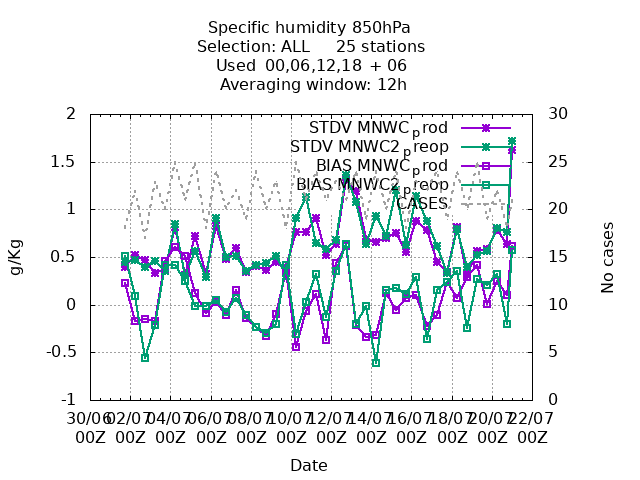 Specific humidity 850hPa
Selection: ALL 25 stations
Used 00,06,12,18 + 06
Averaging window: 12h
2 30
STDV MNWCprod
STDV MNWC2preop
1.5 25
BIAS MNWCprod
BIAS MNWC2preop
CASES
1 20
0.5 15
0 10
-0.5 5
-1 0
g/Kg
No cases
30/06 02/07 04/07 06/07 08/07 10/07 12/07 14/07 16/07 18/07 20/07 22/07
00Z 00Z 00Z 00Z 00Z 00Z 00Z 00Z 00Z 00Z 00Z 00Z
Date